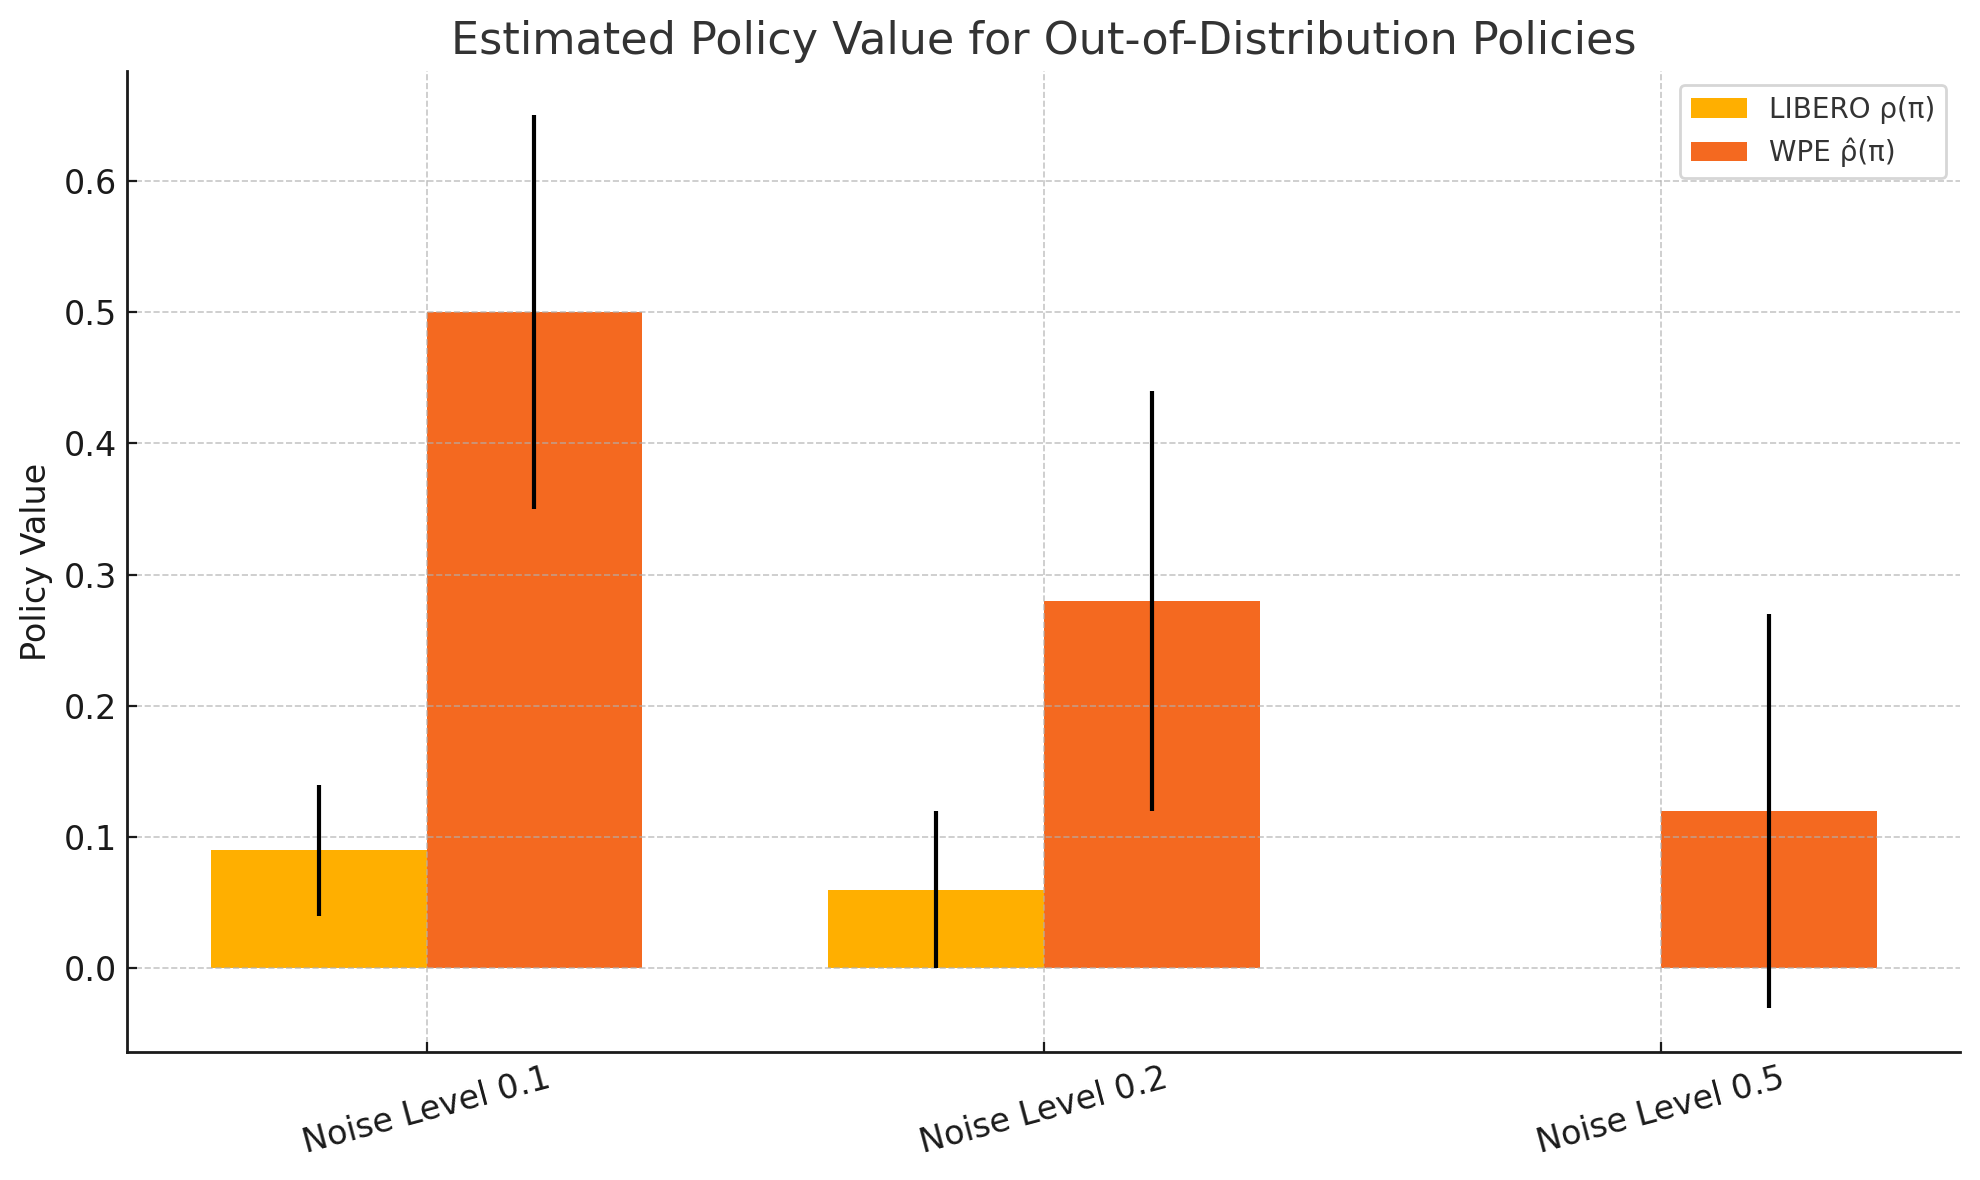 Estimated Policy Value for Out-of-Distribution Policies
LIBERO ρ(π)
WPE ρ̂(π)
Policy Value
0.6
0.5
0.4
0.3
0.2
0.1
0.0
Noise Level 0.1
Noise Level 0.2
Noise Level 0.5